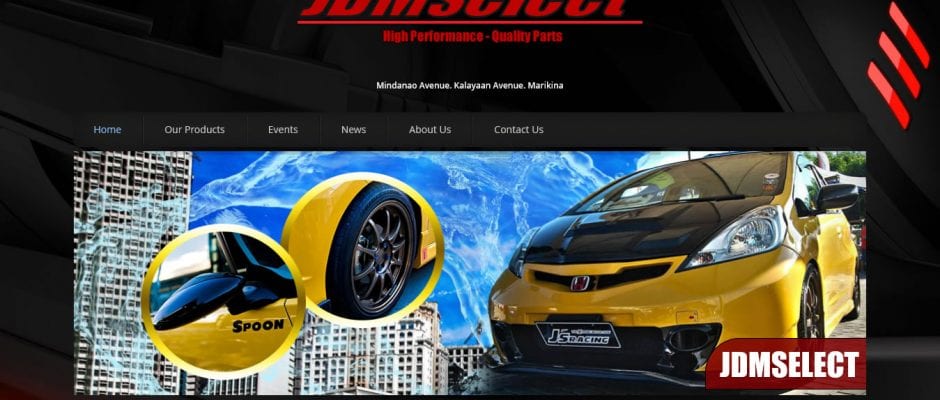 JDMSelect
High Performance - Quality Parts
Mindanao Avenue. Kalayaan Avenue. Marikina
Home Our Products Events News About Us Contact Us
SPOON
J'S RACING
JDMSELECT